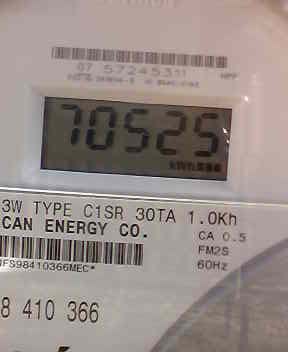 07 57245311
70525
3W TYPE C1SR 30TA 1.0Kh
CAN ENERGY CO.
CA 0.5
FM2S
60Hz
IFS98410366MEC*
8 410 366